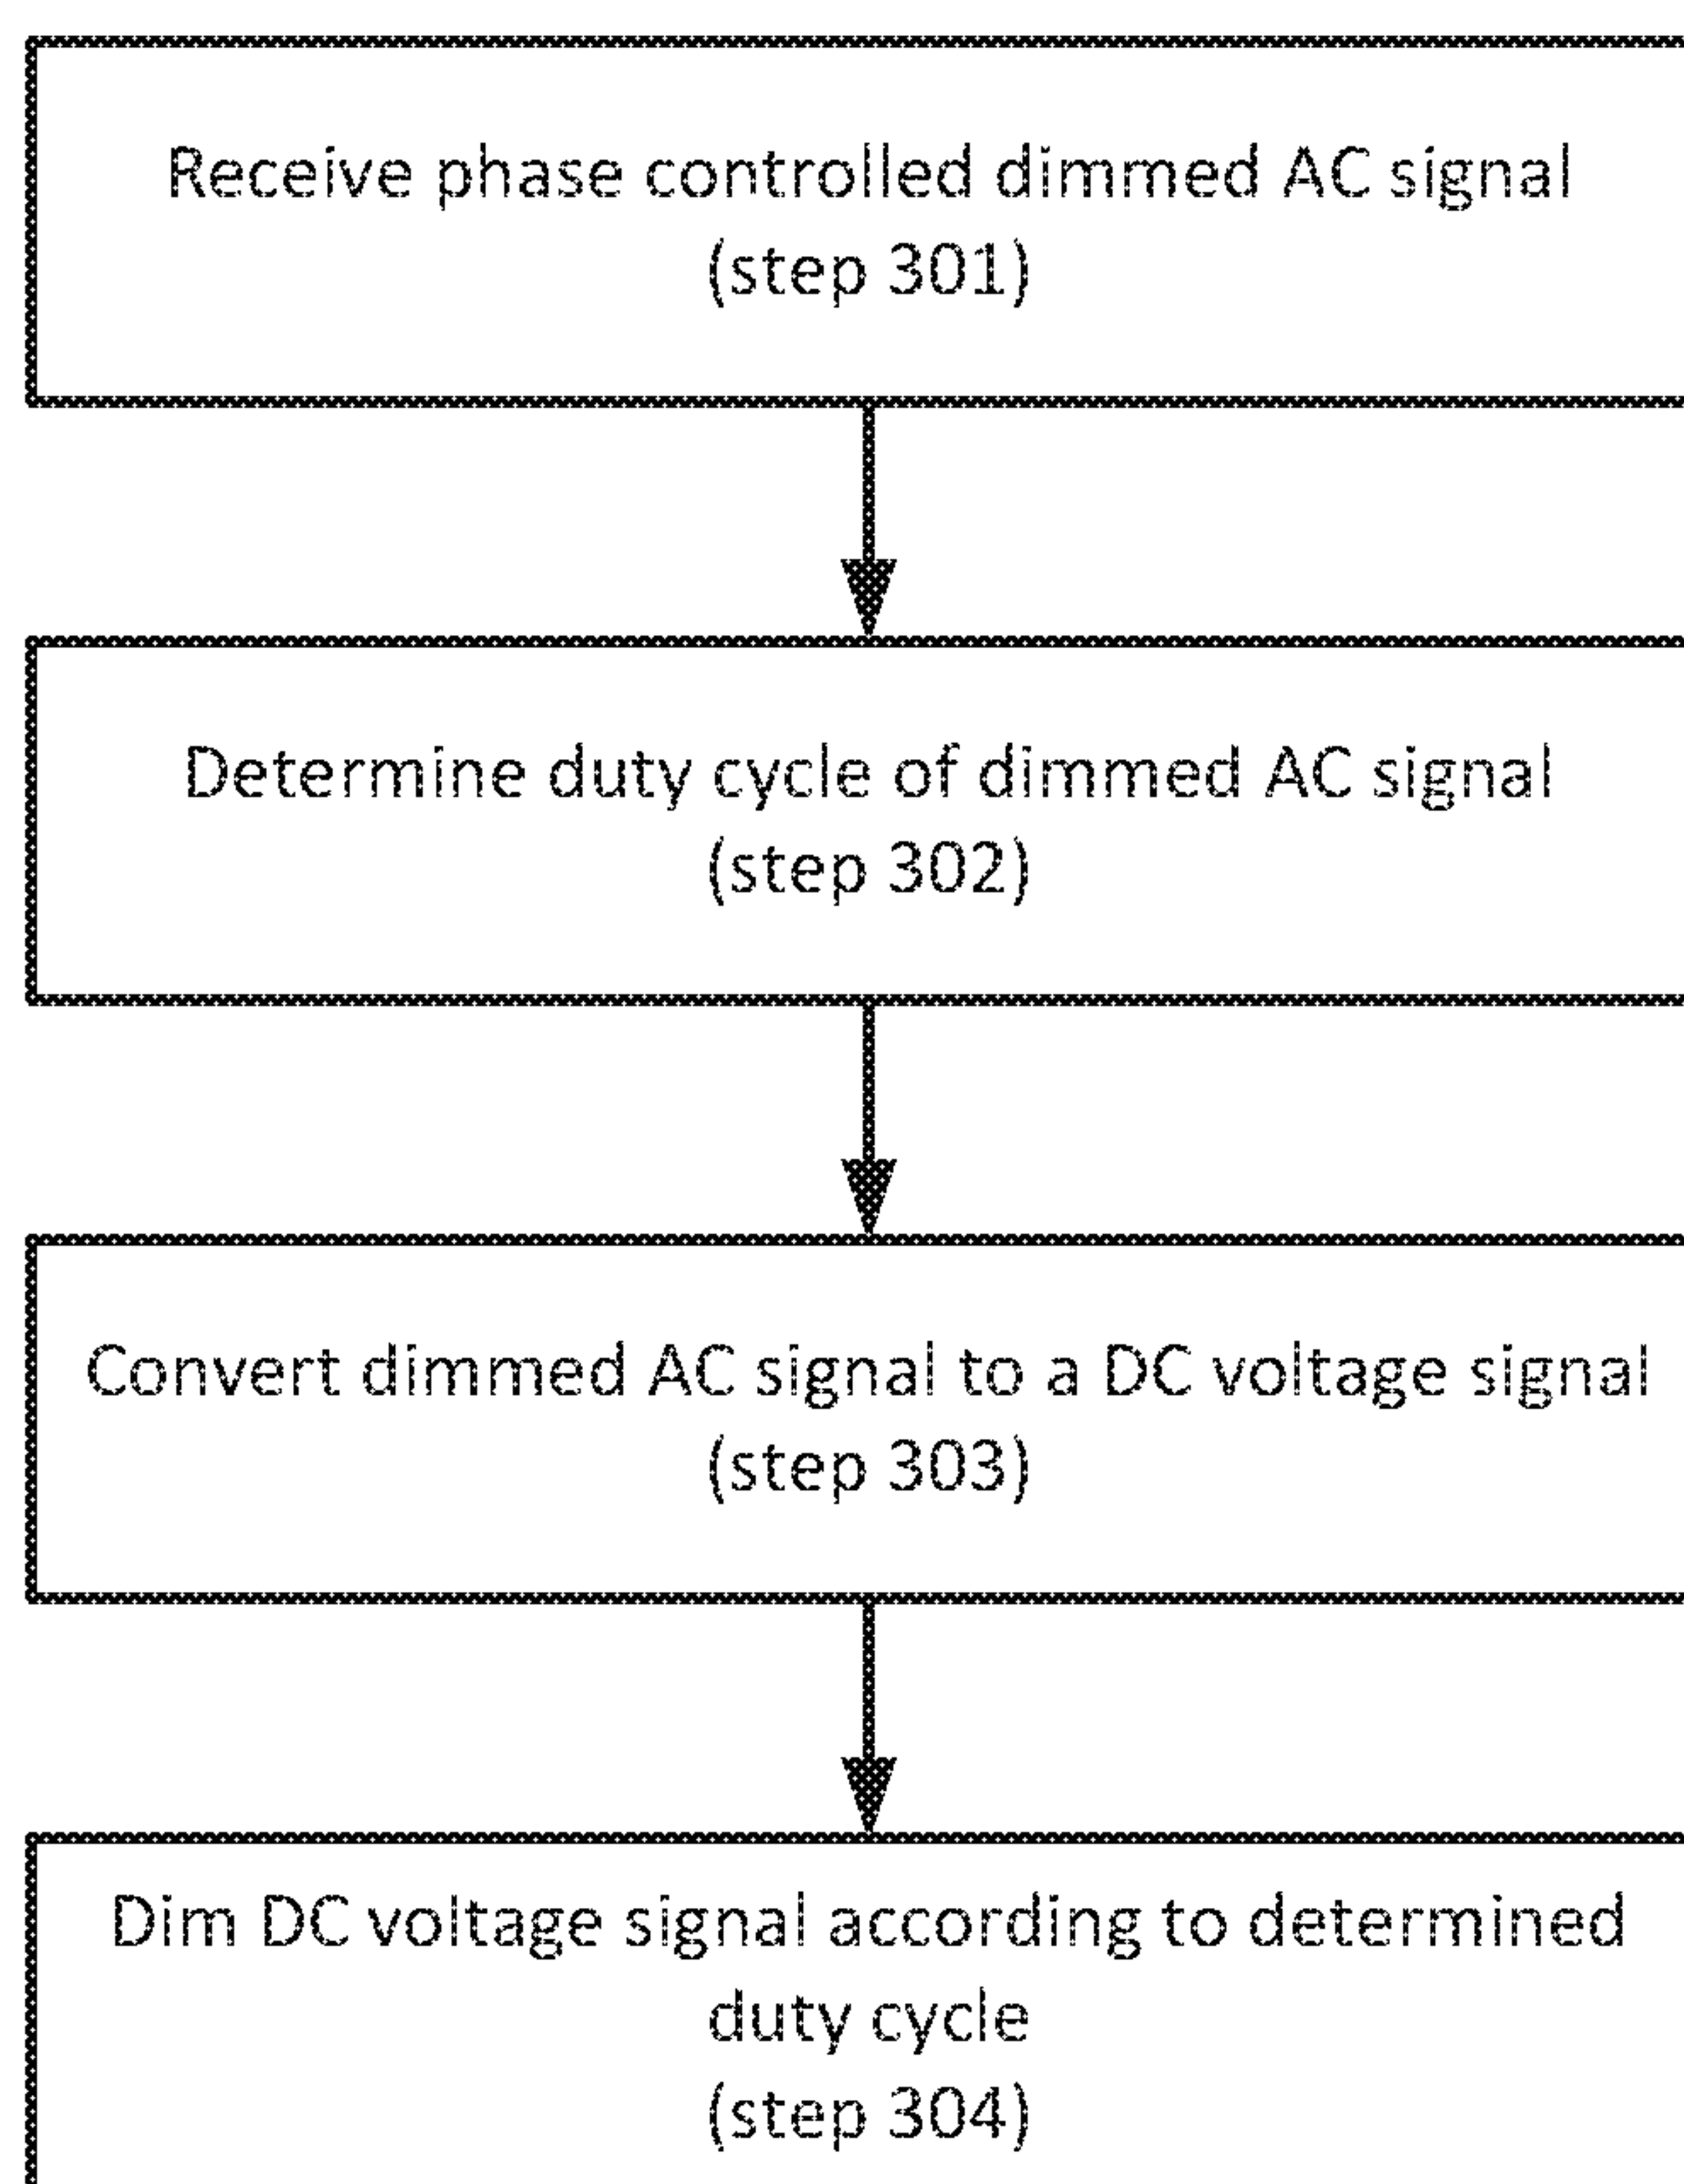 Receive phase controlled dimmed AC signal
(step 301)
Determine duty cycle of dimmed AC signal
(step 302)
Convert dimmed AC signal to a DC voltage signal
(step 303)
Dim DC voltage signal according to determined
duty cycle
(step 304)